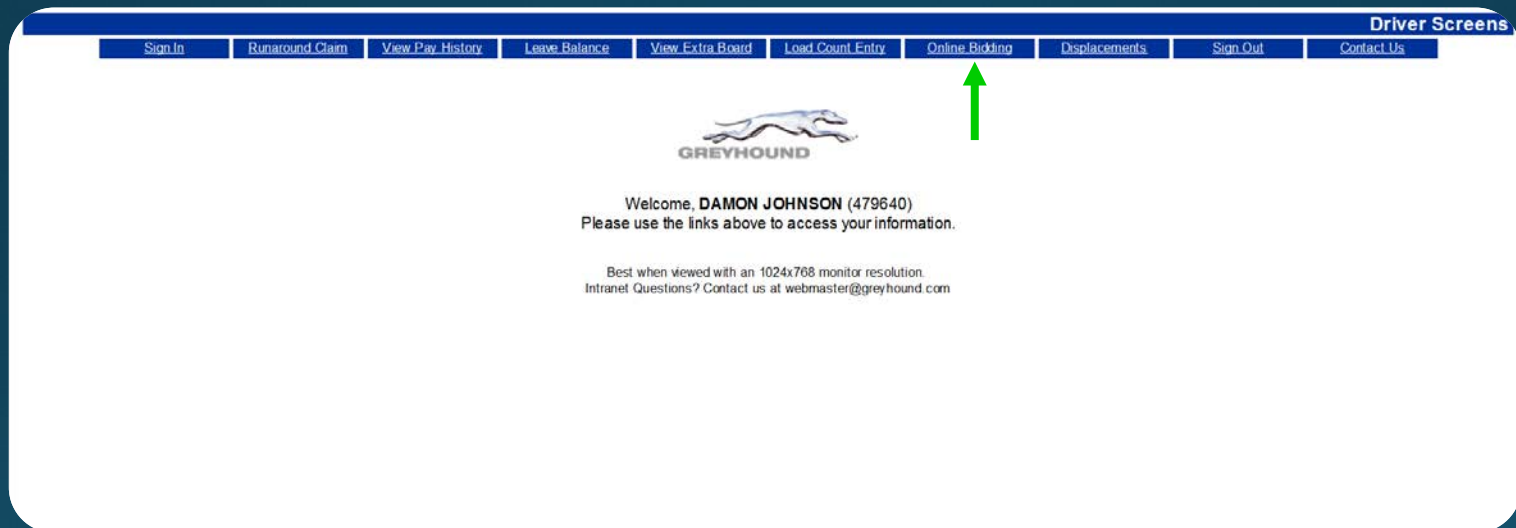 Driver Screens
Sign In Runaround Claim View Pay History Leave Balance View Extra Board Load Count Entry Online Bidding Displacements Sign Out Contact Us
GREYHOUND
Welcome, DAMON JOHNSON (479640)
Please use the links above to access your information.
Best when viewed with an 1024x768 monitor resolution.
Intranet Questions? Contact us at webmaster@greyhound.com